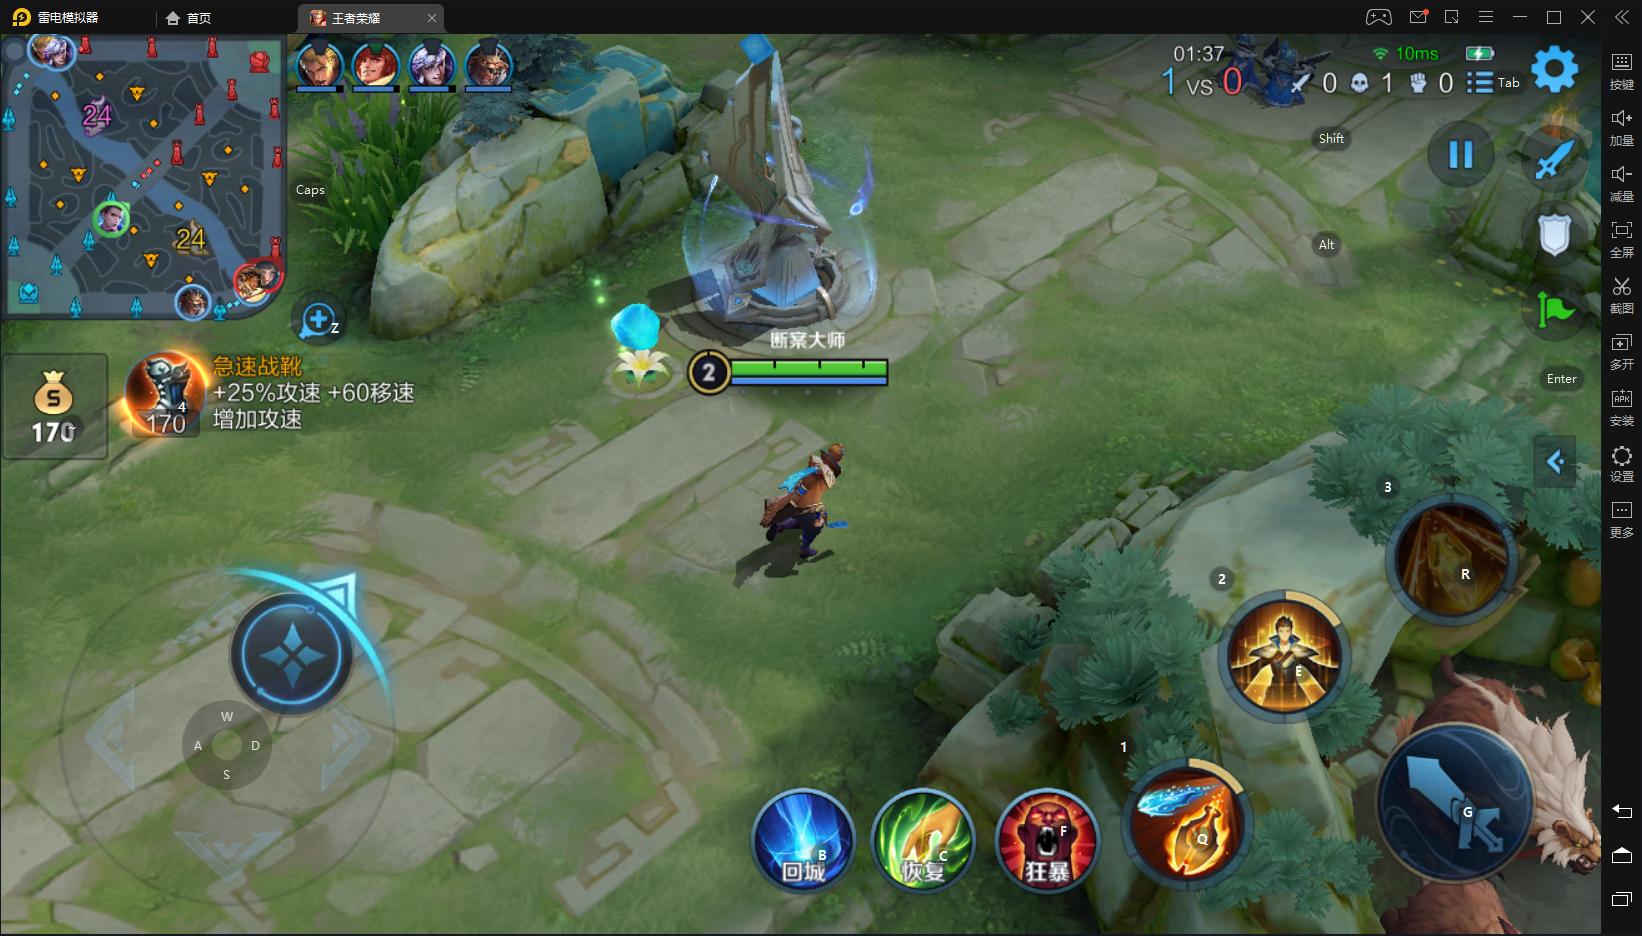 雷电模拟器
首页
王者荣耀
01:37
10ms
1 vs 0
0
1
0
Tab
按键
加量
减量
全屏
截图
多开
安装
设置
更多
24
24
Caps
Shift
Alt
Enter
Z
急速战靴
+25%攻速 +60移速
增加攻速
4
170
S
170
断案大师
2
W
A
D
S
3
R
2
E
1
Q
G
B
回城
C
恢复
F
狂暴
APK